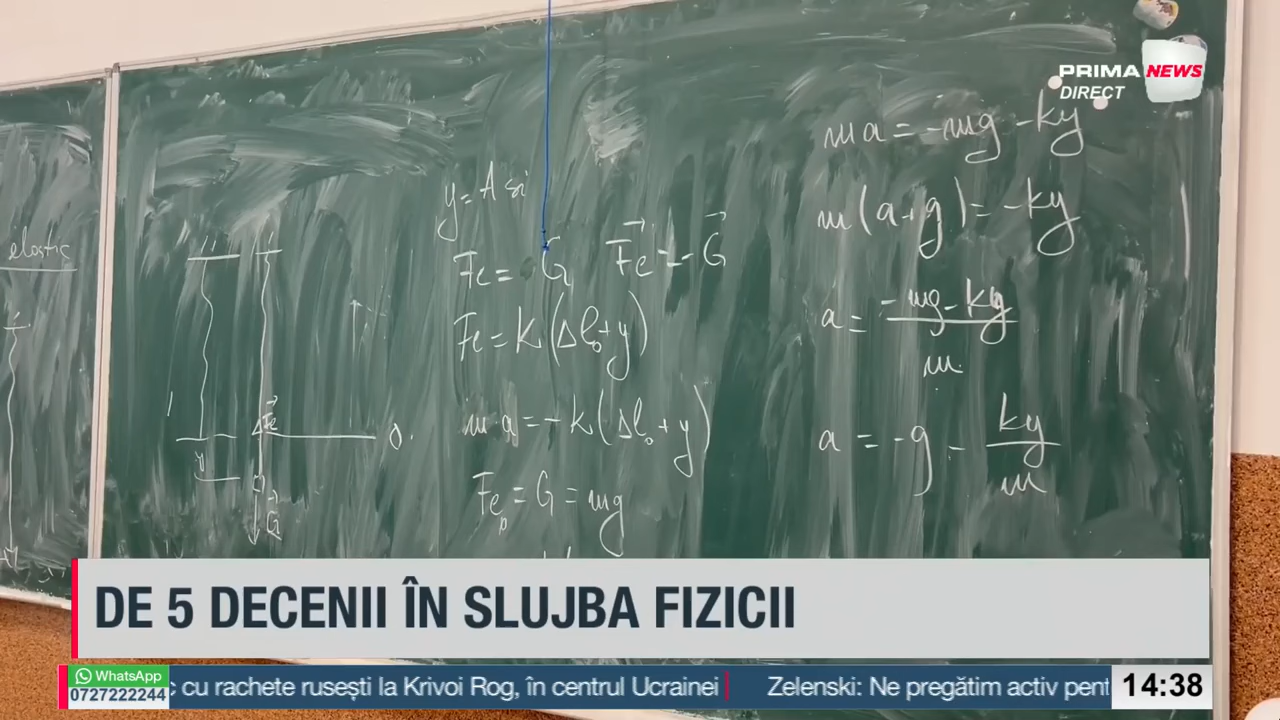 PRIMA NEWS
DIRECT
elastic
y = A si
Fe = G    F⃗e = -G⃗
Fe = K(Δl₀+y)
m a = -K(Δl₀+y)
Fe₀ = G = mg
F⃗e
O
y
G⃗
ma = -mg -ky
m(a+g) = -ky
a = (-mg-ky)/m
a = -g - ky/m
DE 5 DECENII ÎN SLUJBA FIZICII
WhatsApp
0727222244
c cu rachete rusești la Krivoi Rog, în centrul Ucrainei
Zelenski: Ne pregătim activ pent
14:38